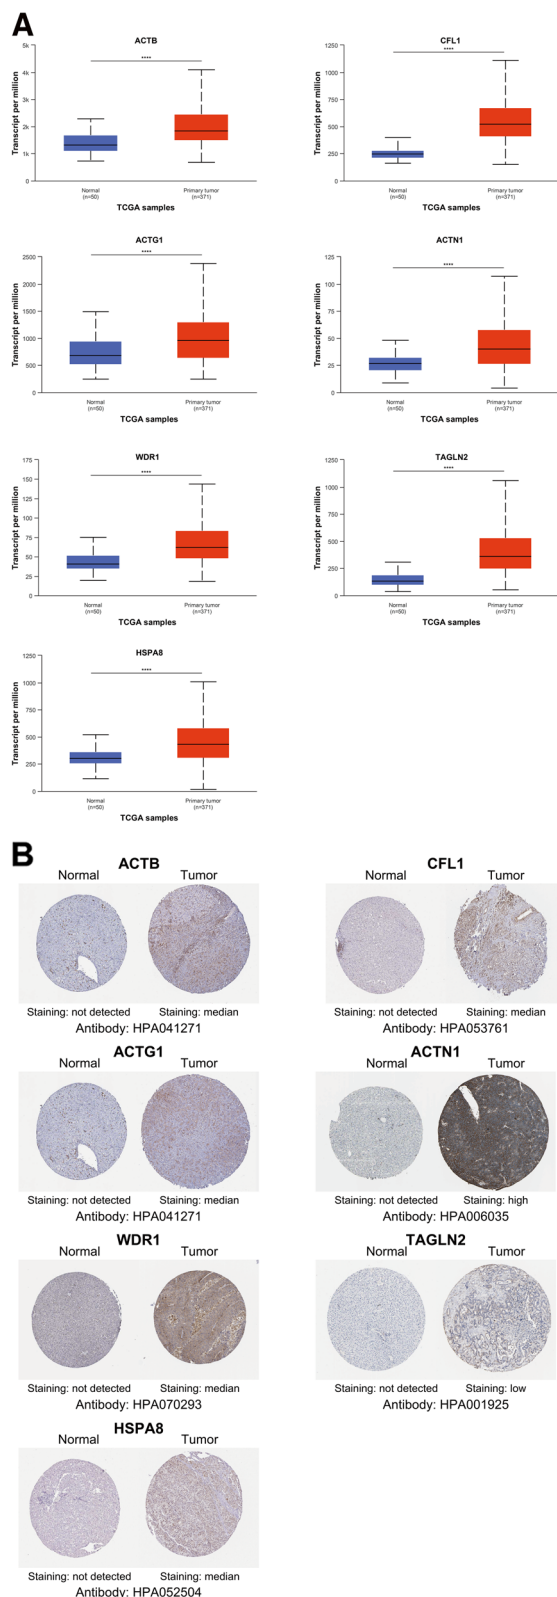 A
ACTB
****
Transcript per million
5k
4k
3k
2k
1k
0
Normal
(n=50)
Primary tumor
(n=371)
TCGA samples
CFL1
****
Transcript per million
1250
1000
750
500
250
0
Normal
(n=50)
Primary tumor
(n=371)
TCGA samples
ACTG1
****
Transcript per million
2500
2000
1500
1000
500
0
Normal
(n=50)
Primary tumor
(n=371)
TCGA samples
ACTN1
****
Transcript per million
125
100
75
50
25
0
Normal
(n=50)
Primary tumor
(n=371)
TCGA samples
WDR1
****
Transcript per million
175
150
125
100
75
50
25
0
Normal
(n=50)
Primary tumor
(n=371)
TCGA samples
TAGLN2
****
Transcript per million
1250
1000
750
500
250
0
Normal
(n=50)
Primary tumor
(n=371)
TCGA samples
HSPA8
****
Transcript per million
1250
1000
750
500
250
0
Normal
(n=50)
Primary tumor
(n=371)
TCGA samples
B
ACTB
Normal Tumor
Staining: not detected Staining: median
Antibody: HPA041271
CFL1
Normal Tumor
Staining: not detected Staining: median
Antibody: HPA053761
ACTG1
Normal Tumor
Staining: not detected Staining: median
Antibody: HPA041271
ACTN1
Normal Tumor
Staining: not detected Staining: high
Antibody: HPA006035
WDR1
Normal Tumor
Staining: not detected Staining: median
Antibody: HPA070293
TAGLN2
Normal Tumor
Staining: not detected Staining: low
Antibody: HPA001925
HSPA8
Normal Tumor
Staining: not detected Staining: median
Antibody: HPA052504